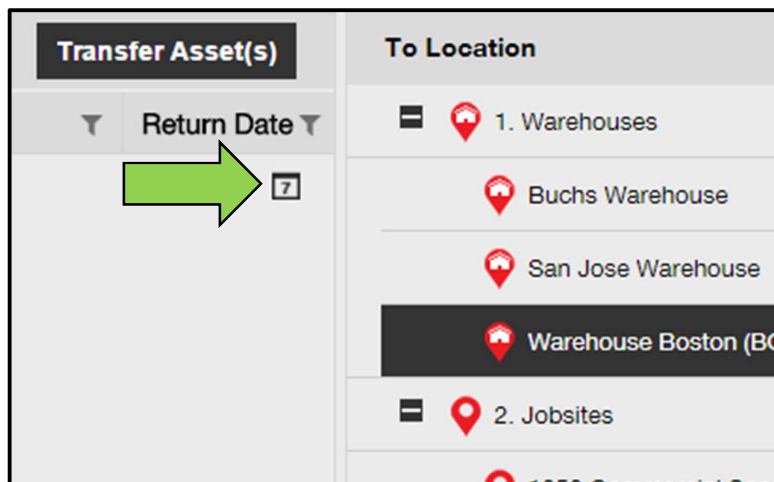 Transfer Asset(s)
To Location
Return Date
7
1. Warehouses
Buchs Warehouse
San Jose Warehouse
Warehouse Boston (BO
2. Jobsites